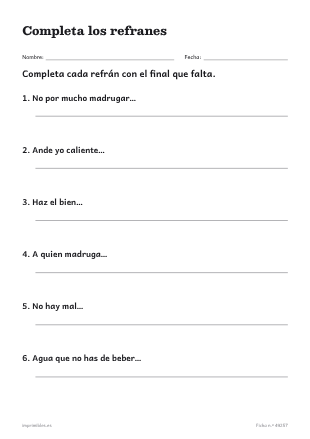 Completa los refranes
Nombre: Fecha:
Completa cada refrán con el final que falta.
1. No por mucho madrugar...
2. Ande yo caliente...
3. Haz el bien...
4. A quien madruga...
5. No hay mal...
6. Agua que no has de beber...